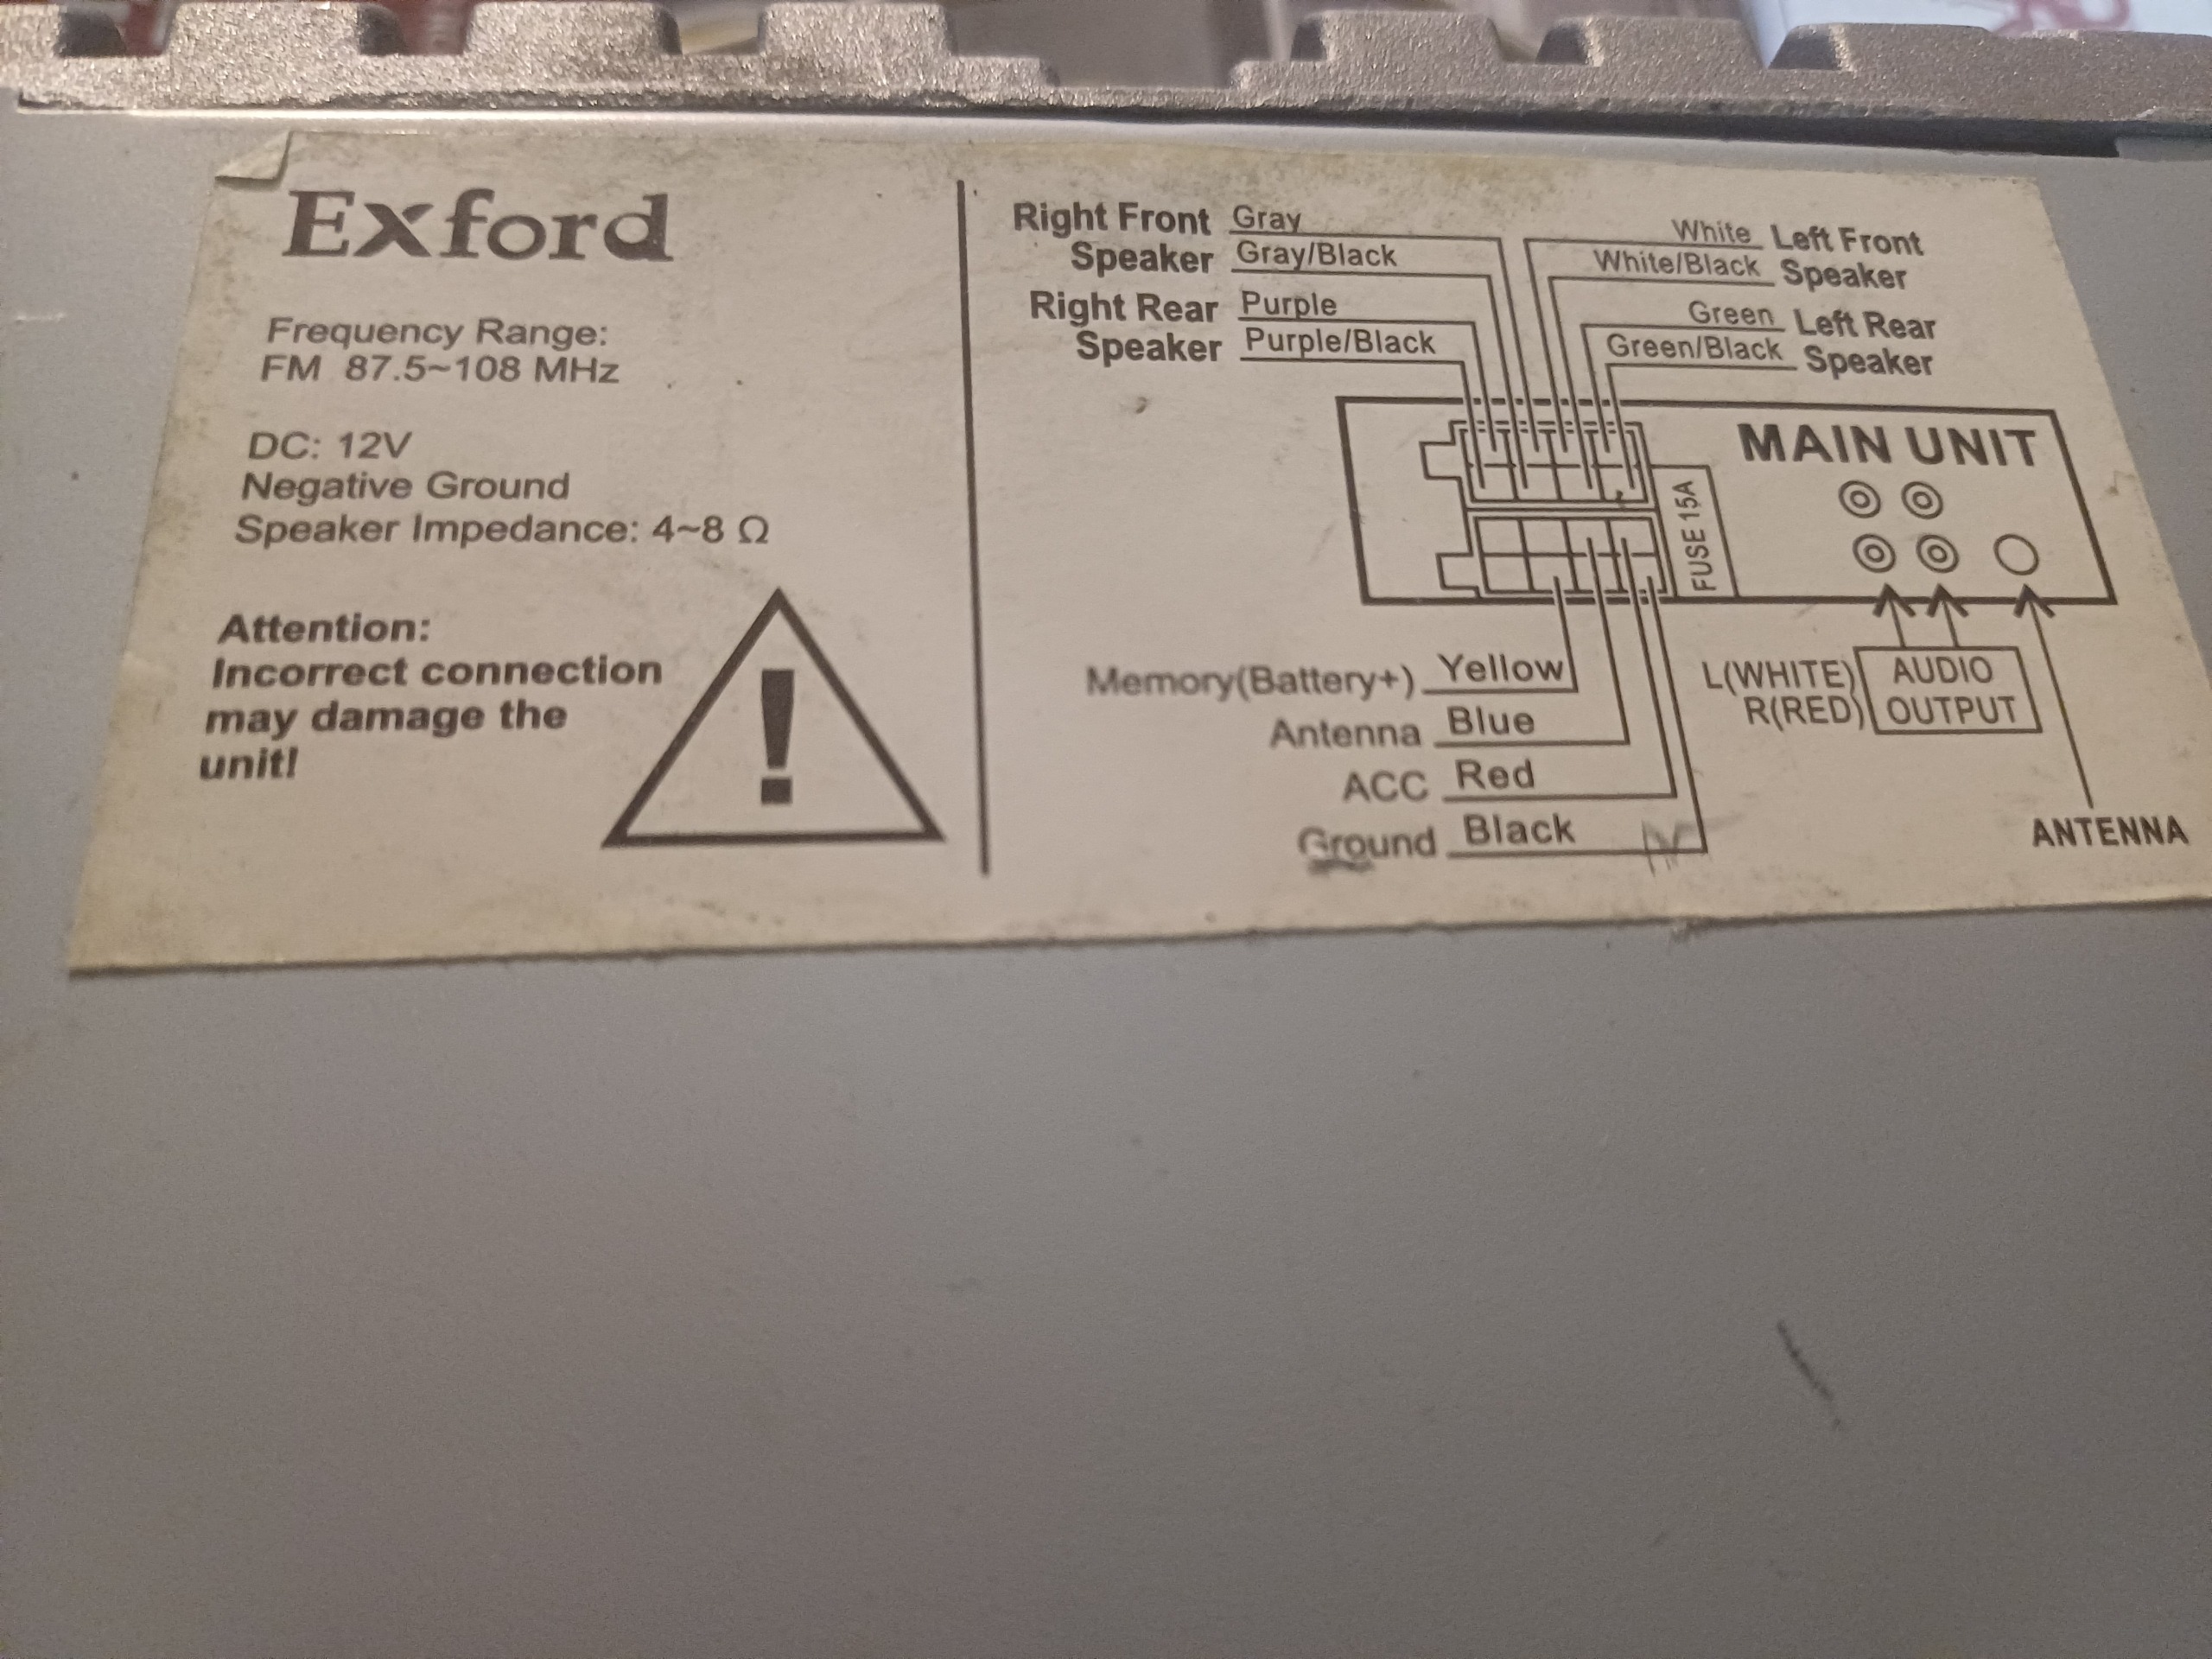 Exford
Frequency Range:
FM 87.5~108 MHz
DC: 12V
Negative Ground
Speaker Impedance: 4~8 Ω
Attention:
Incorrect connection
may damage the
unit!
Right Front Gray
Speaker Gray/Black
Right Rear Purple
Speaker Purple/Black
White Left Front
White/Black Speaker
Green Left Rear
Green/Black Speaker
MAIN UNIT
FUSE 15A
Memory(Battery+) Yellow
Antenna Blue
ACC Red
Ground Black
L(WHITE) AUDIO
R(RED) OUTPUT
ANTENNA